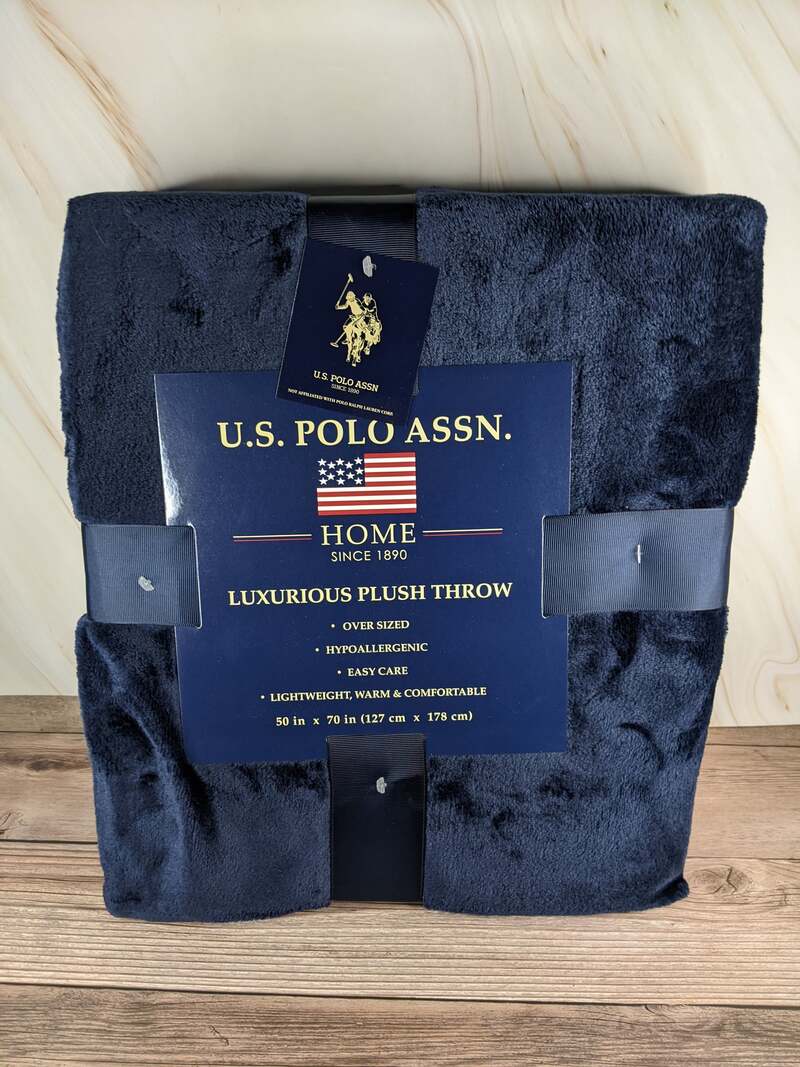 U.S. POLO ASSN
SINCE 1890
NOT AFFILIATED WITH POLO RALPH LAUREN CORP.
U.S. POLO ASSN.
HOME
SINCE 1890
LUXURIOUS PLUSH THROW
• OVER SIZED
• HYPOALLERGENIC
• EASY CARE
• LIGHTWEIGHT, WARM & COMFORTABLE
50 in x 70 in (127 cm x 178 cm)